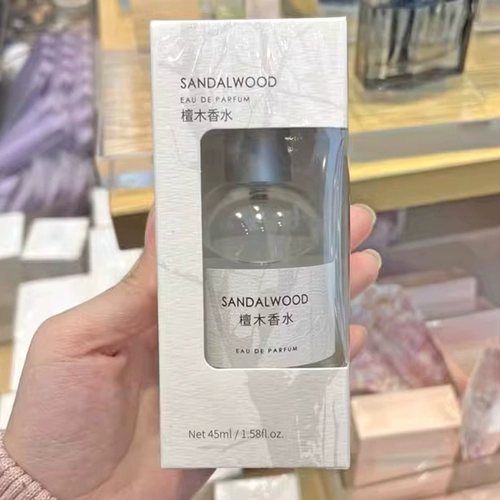 SANDALWOOD
EAU DE PARFUM
檀木香水
SANDALWOOD
檀木香水
EAU DE PARFUM
Net 45ml / 1.58fl.oz.